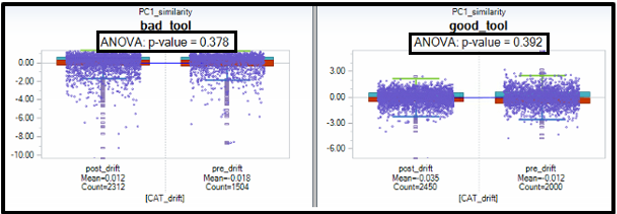 PC1_similarity
bad_tool
ANOVA: p-value = 0.378
0.00
-2.00
-4.00
-6.00
-8.00
-10.00
post_drift
Mean=0.012
Count=2312
pre_drift
Mean=-0.018
Count=1504
[CAT_drift]
PC1_similarity
good_tool
ANOVA: p-value = 0.392
3.00
0.00
-3.00
-6.00
post_drift
Mean=-0.035
Count=2450
pre_drift
Mean=-0.012
Count=2000
[CAT_drift]